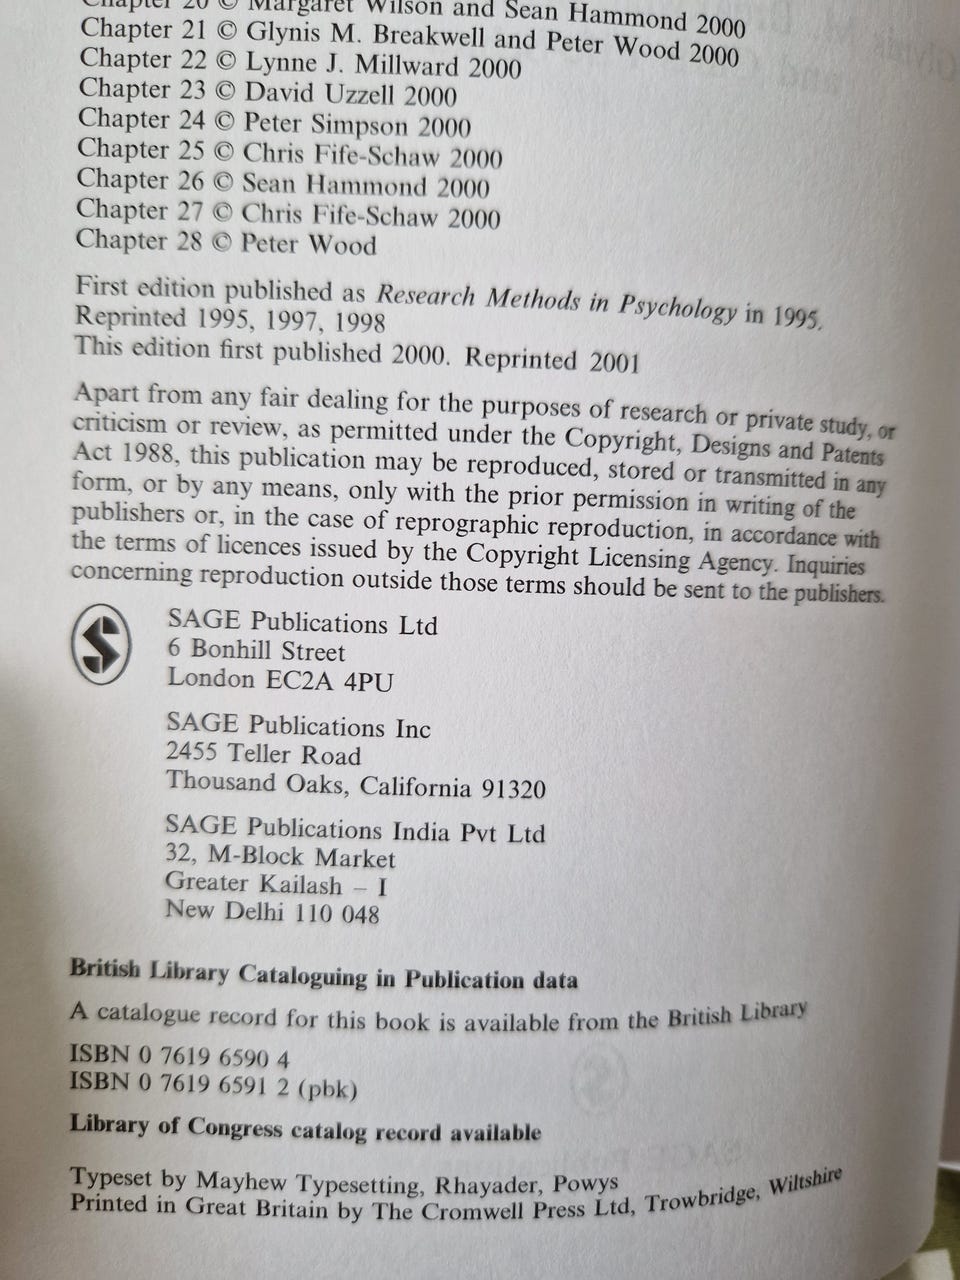 Chapter 20 © Margaret Wilson and Sean Hammond 2000
Chapter 21 © Glynis M. Breakwell and Peter Wood 2000
Chapter 22 © Lynne J. Millward 2000
Chapter 23 © David Uzzell 2000
Chapter 24 © Peter Simpson 2000
Chapter 25 © Chris Fife-Schaw 2000
Chapter 26 © Sean Hammond 2000
Chapter 27 © Chris Fife-Schaw 2000
Chapter 28 © Peter Wood
First edition published as Research Methods in Psychology in 1995.
Reprinted 1995, 1997, 1998
This edition first published 2000. Reprinted 2001
Apart from any fair dealing for the purposes of research or private study, or
criticism or review, as permitted under the Copyright, Designs and Patents
Act 1988, this publication may be reproduced, stored or transmitted in any
form, or by any means, only with the prior permission in writing of the
publishers or, in the case of reprographic reproduction, in accordance with
the terms of licences issued by the Copyright Licensing Agency. Inquiries
concerning reproduction outside those terms should be sent to the publishers.
SAGE Publications Ltd
6 Bonhill Street
London EC2A 4PU
SAGE Publications Inc
2455 Teller Road
Thousand Oaks, California 91320
SAGE Publications India Pvt Ltd
32, M-Block Market
Greater Kailash – I
New Delhi 110 048
British Library Cataloguing in Publication data
A catalogue record for this book is available from the British Library
ISBN 0 7619 6590 4
ISBN 0 7619 6591 2 (pbk)
Library of Congress catalog record available
Typeset by Mayhew Typesetting, Rhayader, Powys
Printed in Great Britain by The Cromwell Press Ltd, Trowbridge, Wiltshire